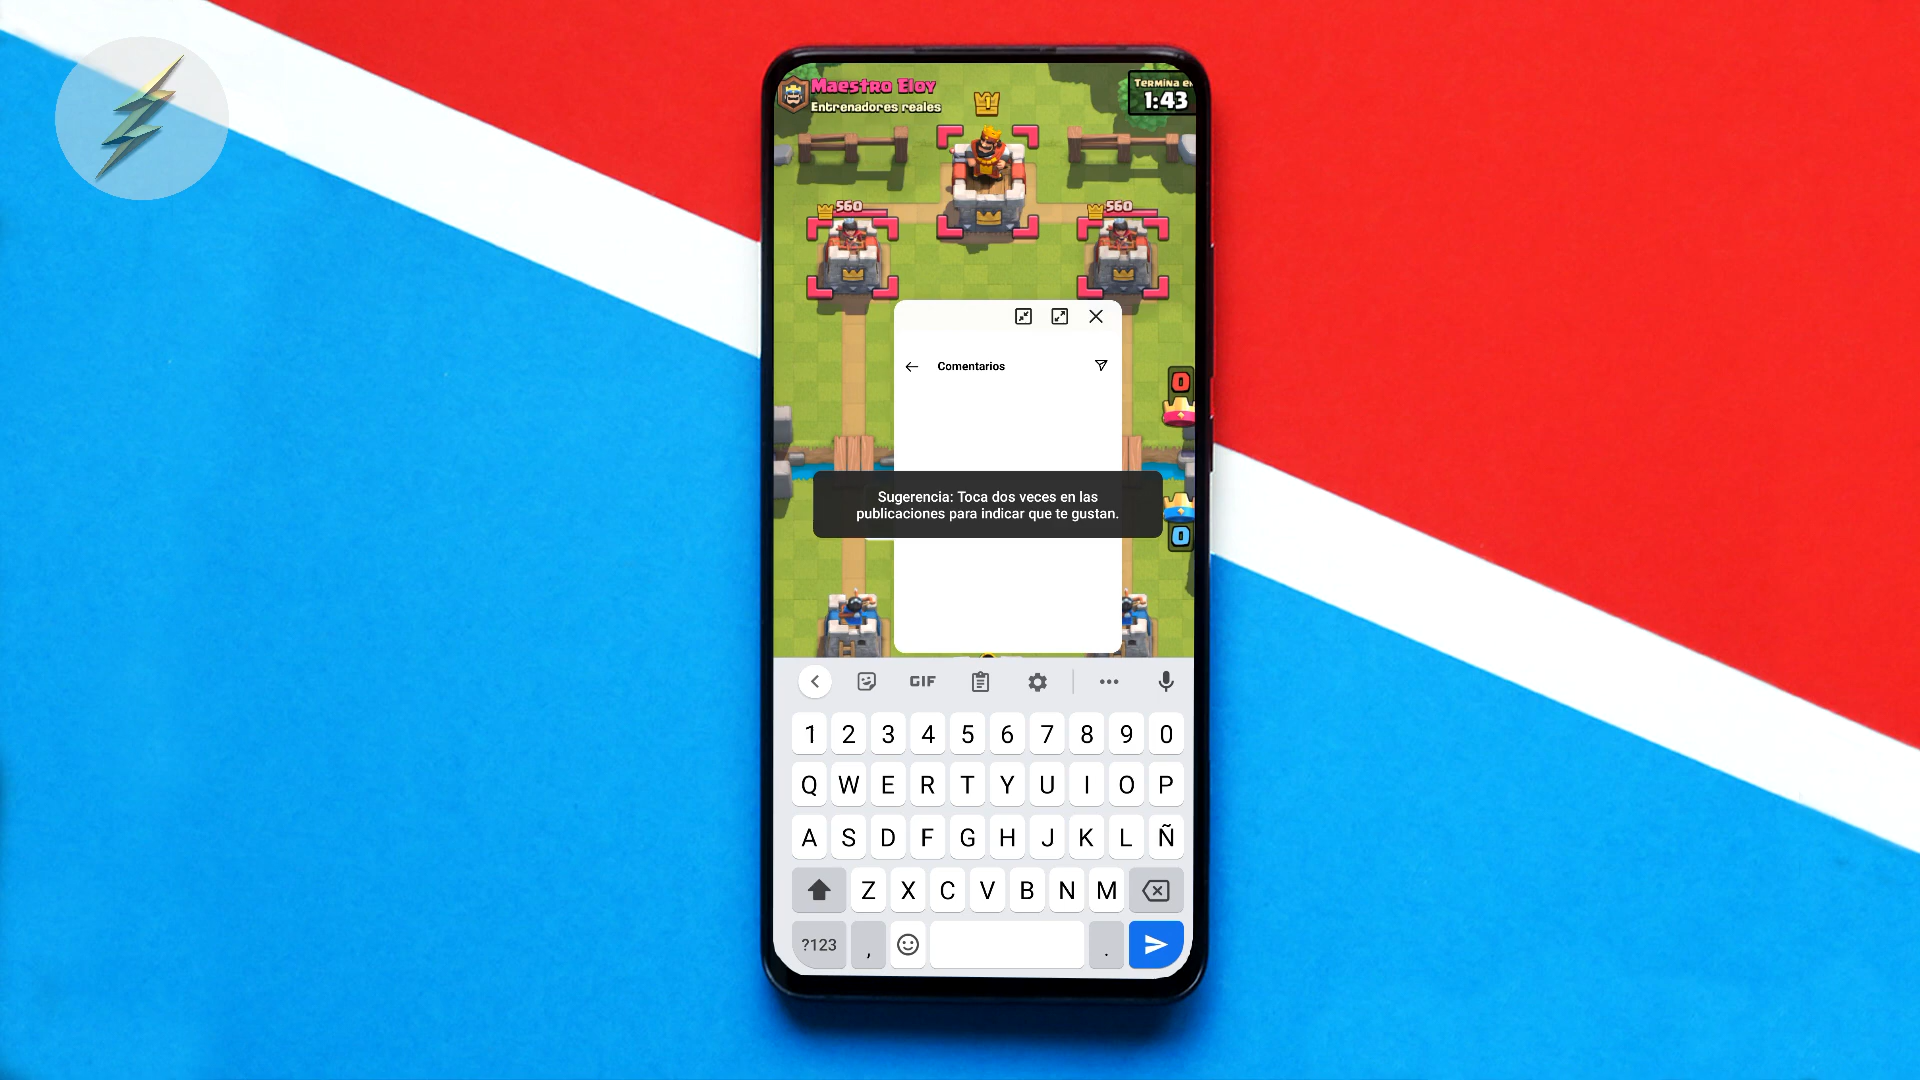 Maestro Eloy
Entrenadores reales
1
Termina en
1:43
560
560
Comentarios
0
Sugerencia: Toca dos veces en las
publicaciones para indicar que te gustan.
0
GIF
1 2 3 4 5 6 7 8 9 0
Q W E R T Y U I O P
A S D F G H J K L Ñ
Z X C V B N M
?123 , .